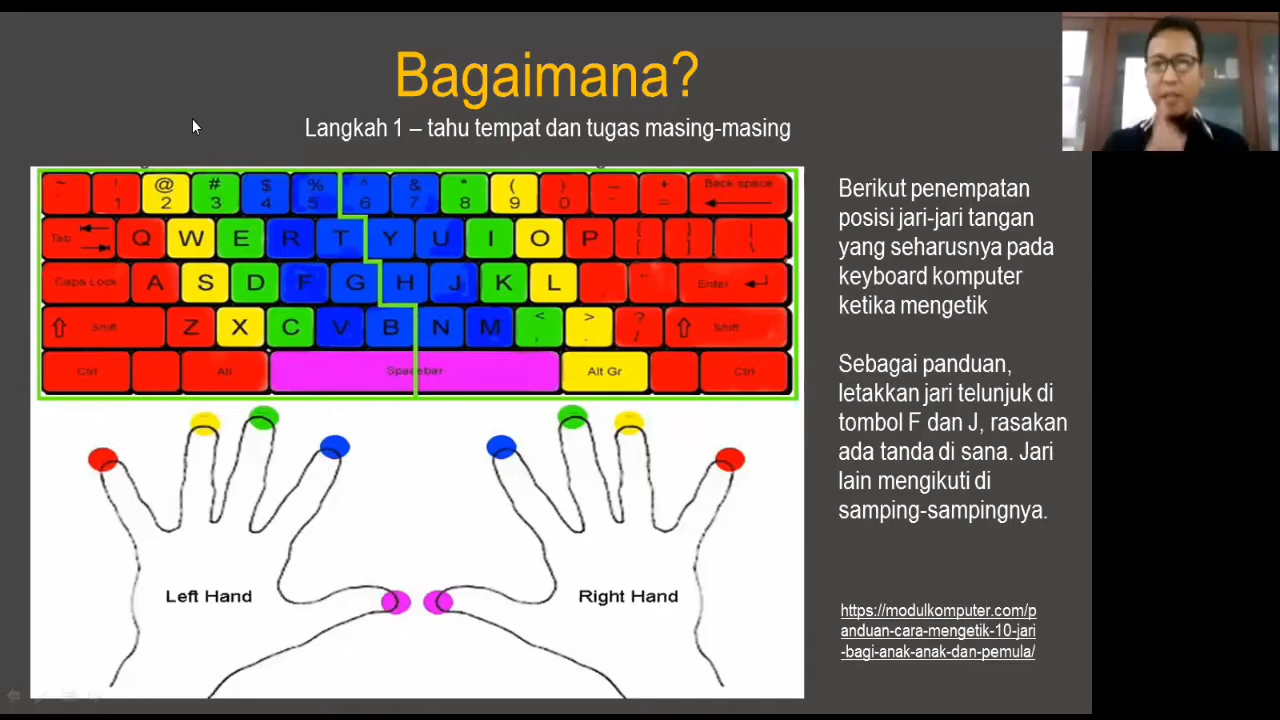 Bagaimana?
Langkah 1 – tahu tempat dan tugas masing-masing
~ ! @ # $ % ^ & * ( ) – + Back space
1 2 3 4 5 6 7 8 9 0 - =
Tab Q W E R T Y U I O P { } |
[ ] \
Caps Lock A S D F G H J K L Enter
Shift Z X C V B N M < > ? Shift
, . /
Ctrl Alt Spacebar Alt Gr Ctrl
Left Hand
Right Hand
Berikut penempatan
posisi jari-jari tangan
yang seharusnya pada
keyboard komputer
ketika mengetik
Sebagai panduan,
letakkan jari telunjuk di
tombol F dan J, rasakan
ada tanda di sana. Jari
lain mengikuti di
samping-sampingnya.
https://modulkomputer.com/p
anduan-cara-mengetik-10-jari
-bagi-anak-anak-dan-pemula/